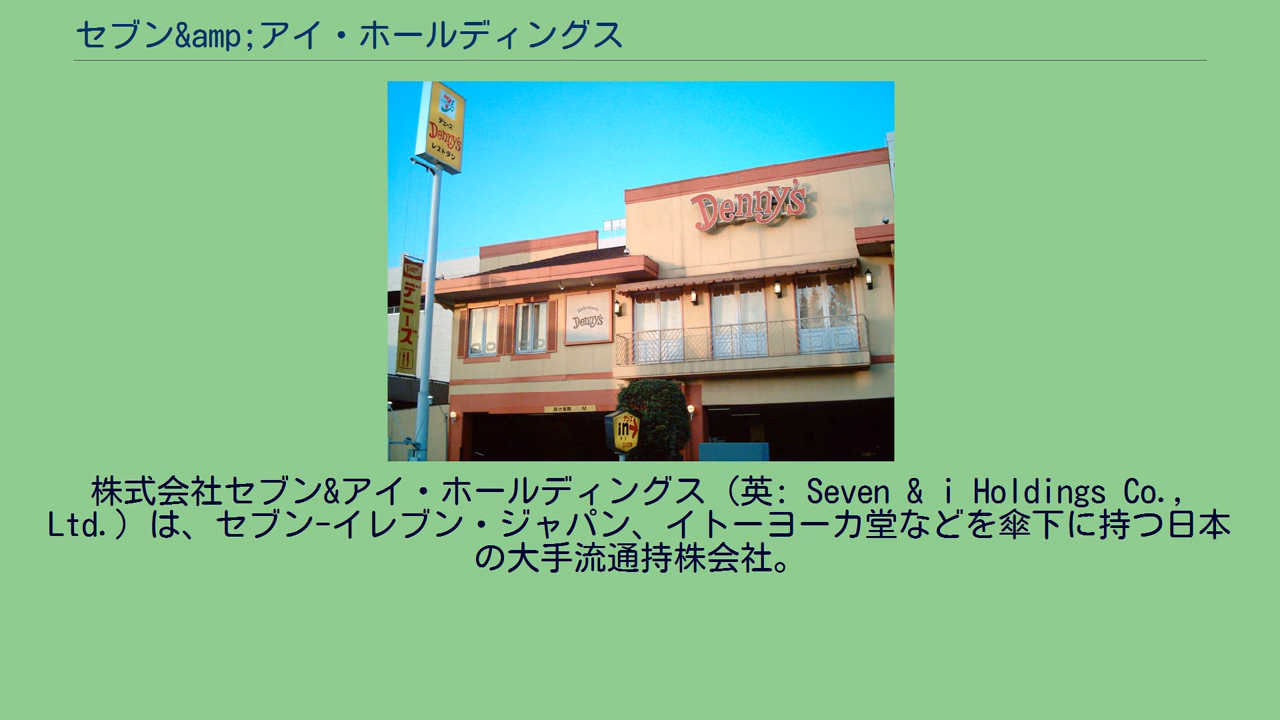 セブン&amp;アイ・ホールディングス
デニーズ
Denny's
レストラン
Denny's
デニーズ
Denny's
in
株式会社セブン&アイ・ホールディングス（英: Seven & i Holdings Co.,
Ltd.）は、セブン-イレブン・ジャパン、イトーヨーカ堂などを傘下に持つ日本
の大手流通持株会社。